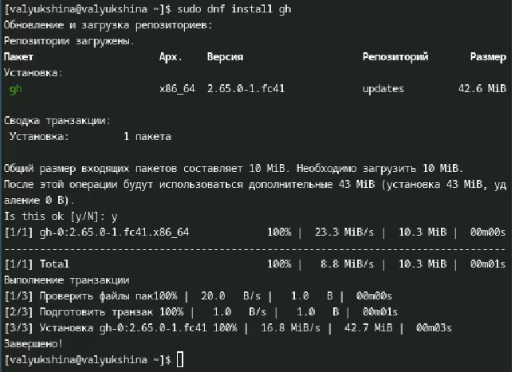 [valyukshina@valyukshina ~]$ sudo dnf install gh
Обновление и загрузка репозиториев:
Репозитории загружены.
Пакет Арх. Версия Репозиторий Размер
Установка:
gh x86_64 2.65.0-1.fc41 updates 42.6 MiB
Сводка транзакции:
Установка: 1 пакета
Общий размер входящих пакетов составляет 10 MiB. Необходимо загрузить 10 MiB.
После этой операции будут использоваться дополнительные 43 MiB (установка 43 MiB, уд
аление 0 B).
Is this ok [y/N]: y
[1/1] gh-0:2.65.0-1.fc41.x86_64 100% | 23.3 MiB/s | 10.3 MiB | 00m00s
--------------------------------------------------------------------------------
[1/1] Total 100% | 8.8 MiB/s | 10.3 MiB | 00m01s
Выполнение транзакции
[1/3] Проверить файлы пак100% | 20.0 B/s | 1.0 B | 00m00s
[2/3] Подготовить транзак 100% | 1.0 B/s | 1.0 B | 00m01s
[3/3] Установка gh-0:2.65.0-1.fc41 100% | 16.8 MiB/s | 42.7 MiB | 00m03s
Завершено!
[valyukshina@valyukshina ~]$